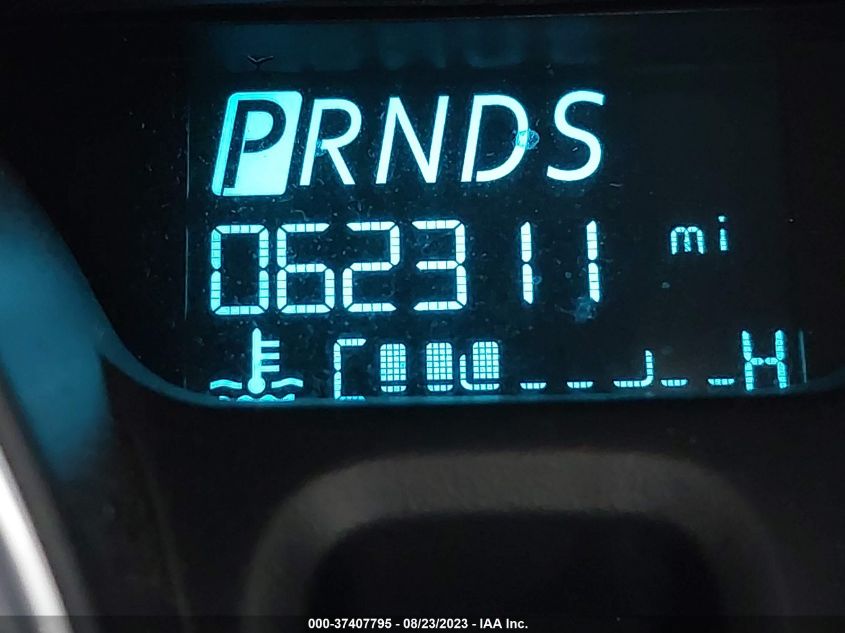 PRNDS
062311 mi
C H
000-37407795 - 08/23/2023 - IAA Inc.